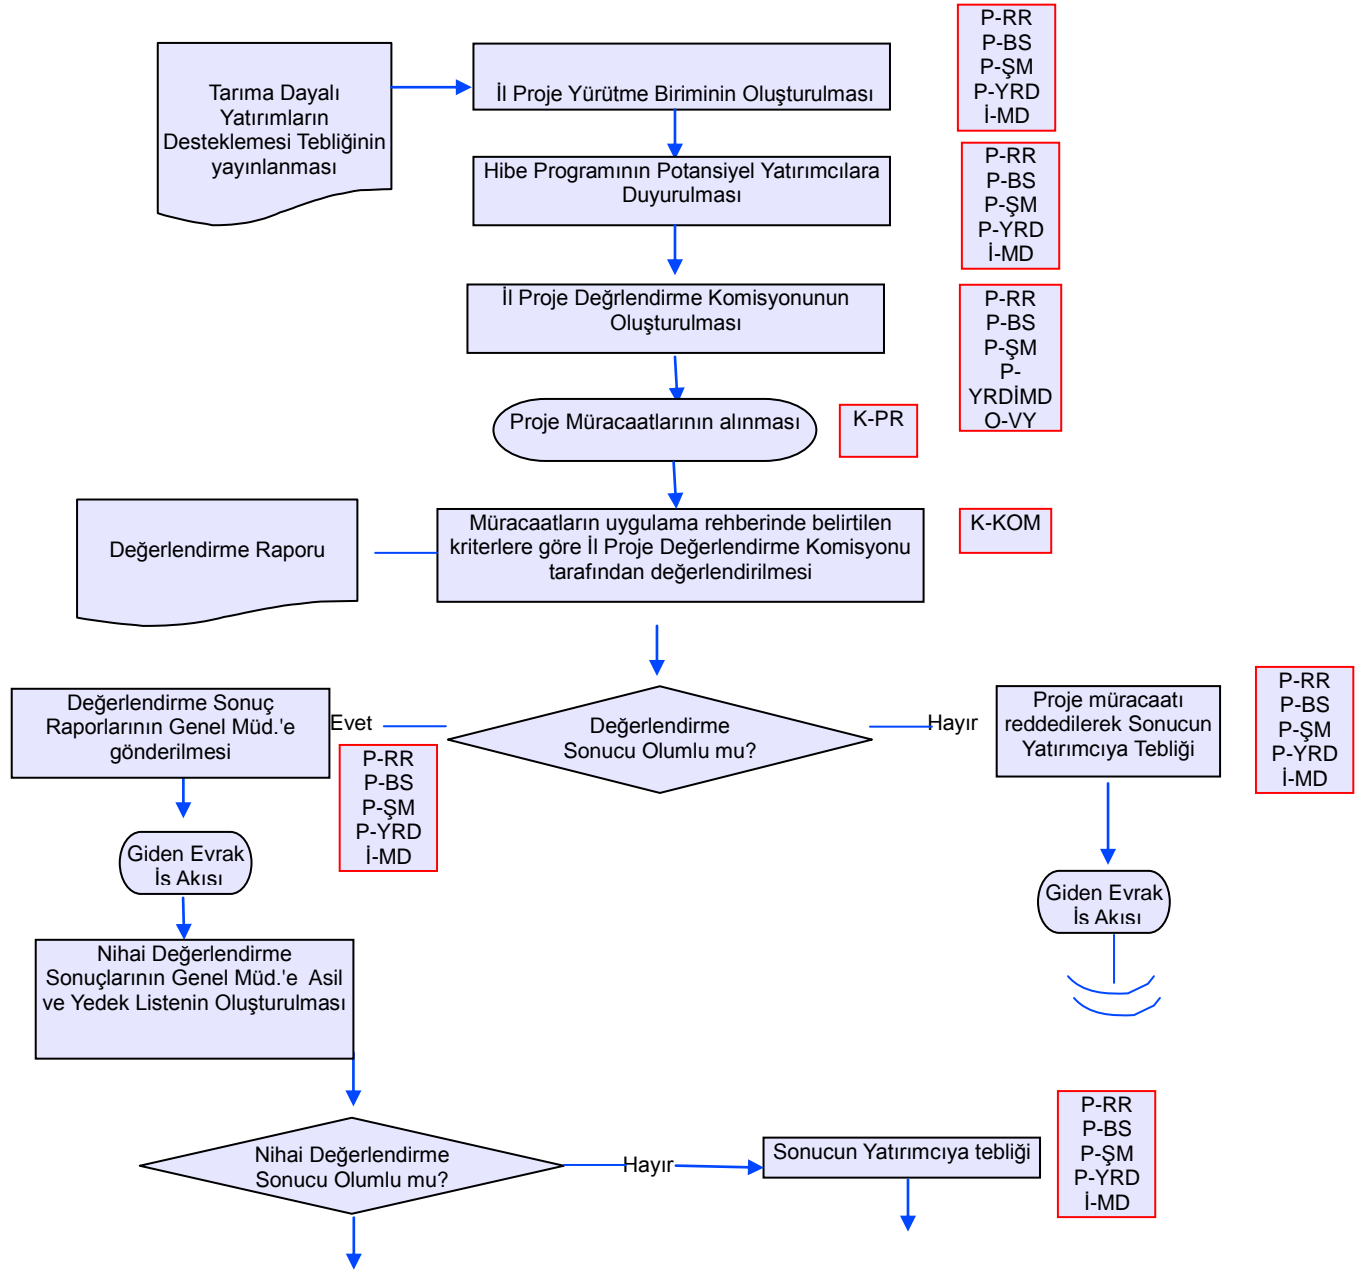 Tarıma Dayalı
Yatırımların
Desteklemesi Tebliğinin
yayınlanması
İl Proje Yürütme Biriminin Oluşturulması
P-RR
P-BS
P-ŞM
P-YRD
İ-MD
Hibe Programının Potansiyel Yatırımcılara
Duyurulması
P-RR
P-BS
P-ŞM
P-YRD
İ-MD
İl Proje Değrlendirme Komisyonunun
Oluşturulması
P-RR
P-BS
P-ŞM
P-
YRDİMD
O-VY
Proje Müracaatlarının alınması
K-PR
Değerlendirme Raporu
Müracaatların uygulama rehberinde belirtilen
kriterlere göre İl Proje Değerlendirme Komisyonu
tarafından değerlendirilmesi
K-KOM
Değerlendirme Sonuç
Raporlarının Genel Müd.'e
gönderilmesi
Evet
Değerlendirme
Sonucu Olumlu mu?
Hayır
Proje müracaatı
reddedilerek Sonucun
Yatırımcıya Tebliği
P-RR
P-BS
P-ŞM
P-YRD
İ-MD
P-RR
P-BS
P-ŞM
P-YRD
İ-MD
Giden Evrak
İş Akışı
Giden Evrak
İş Akışı
Nihai Değerlendirme
Sonuçlarının Genel Müd.'e Asil
ve Yedek Listenin Oluşturulması
Nihai Değerlendirme
Sonucu Olumlu mu?
Hayır
Sonucun Yatırımcıya tebliği
P-RR
P-BS
P-ŞM
P-YRD
İ-MD